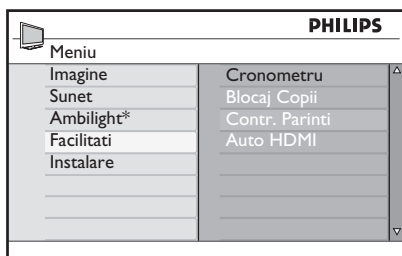 PHILIPS
Meniu
Imagine
Sunet
Ambilight*
Facilitati
Instalare
Cronometru
Blocaj Copii
Contr. Parinti
Auto HDMI